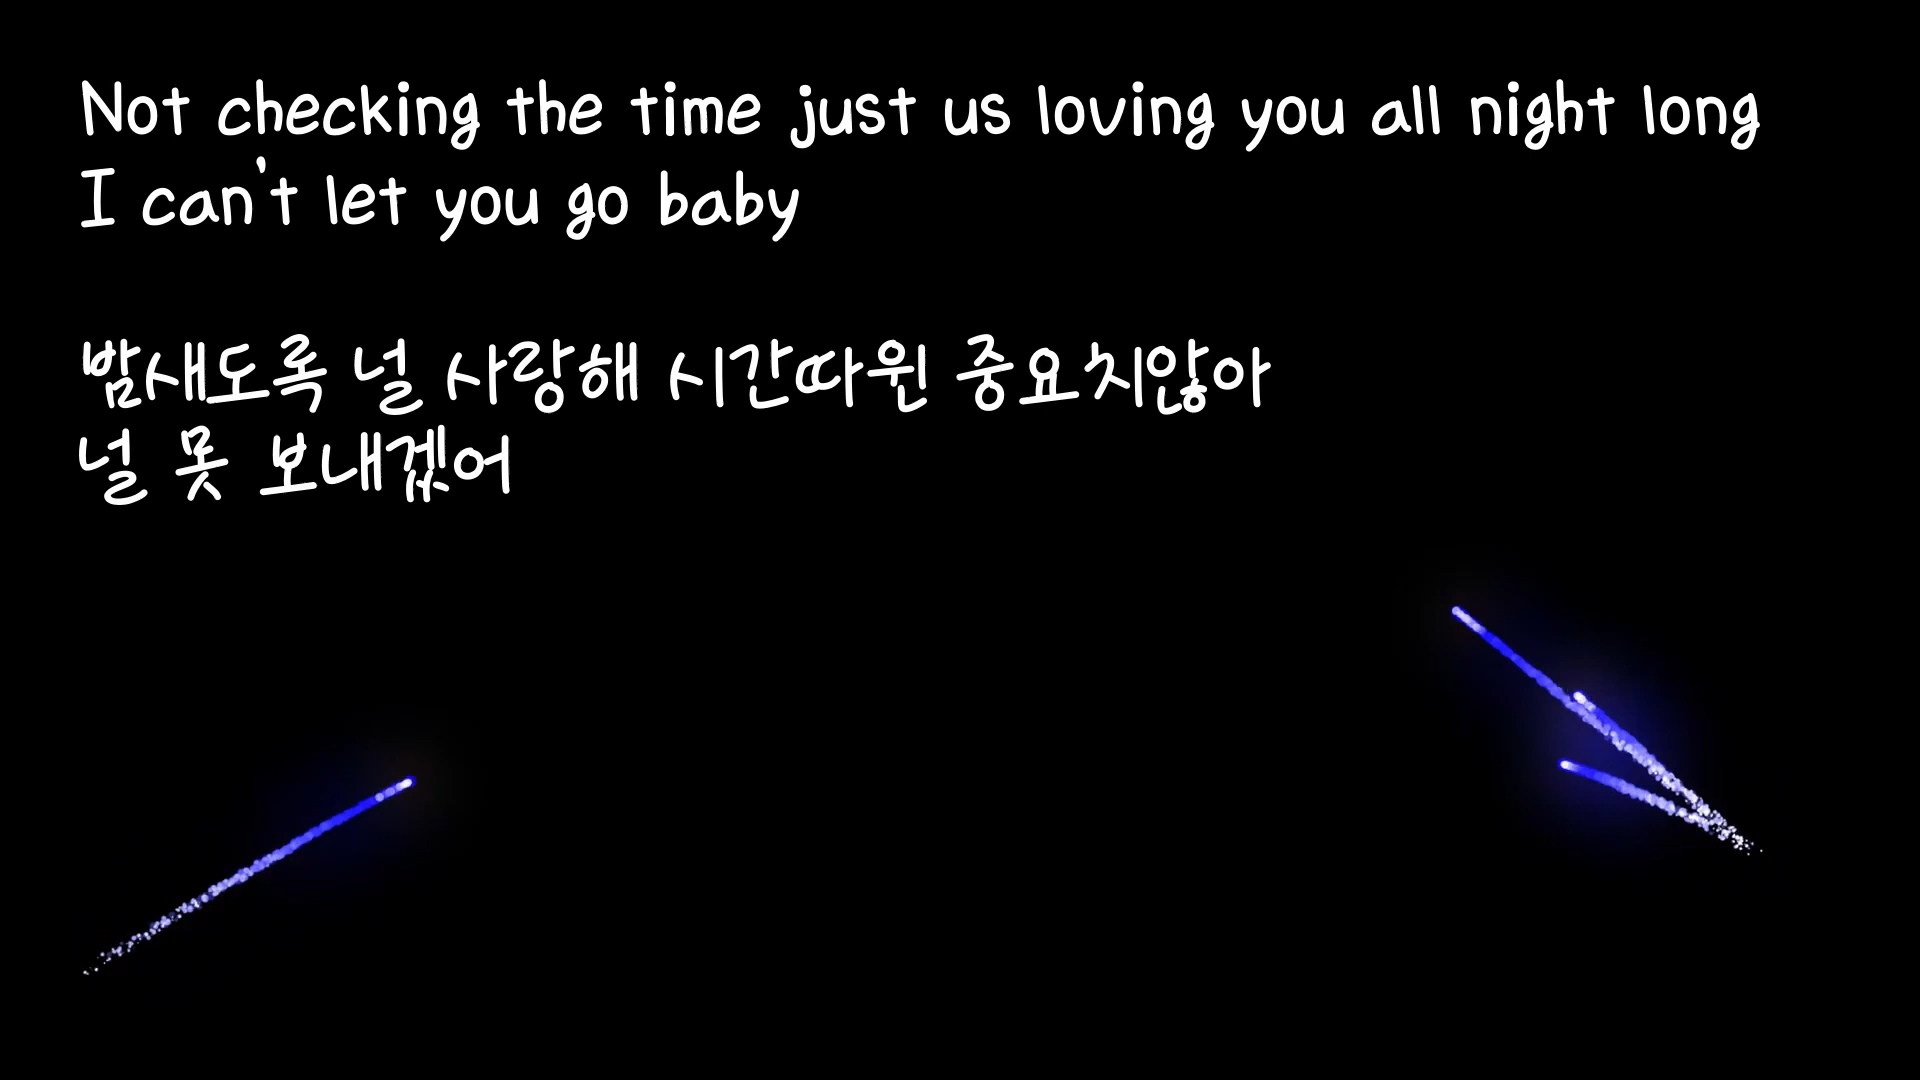 Not checking the time just us loving you all night long
I can't let you go baby
밤새도록 널 사랑해 시간따윈 중요치않아
널 못 보내겠어